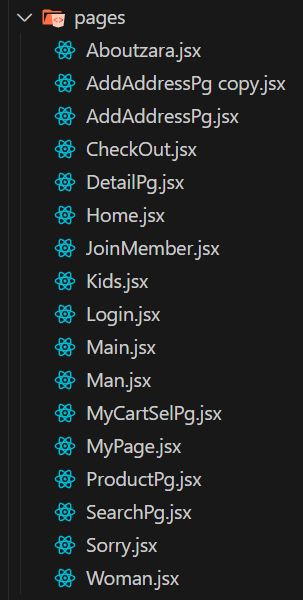 pages
Aboutzara.jsx
AddAddressPg copy.jsx
AddAddressPg.jsx
CheckOut.jsx
DetailPg.jsx
Home.jsx
JoinMember.jsx
Kids.jsx
Login.jsx
Main.jsx
Man.jsx
MyCartSelPg.jsx
MyPage.jsx
ProductPg.jsx
SearchPg.jsx
Sorry.jsx
Woman.jsx